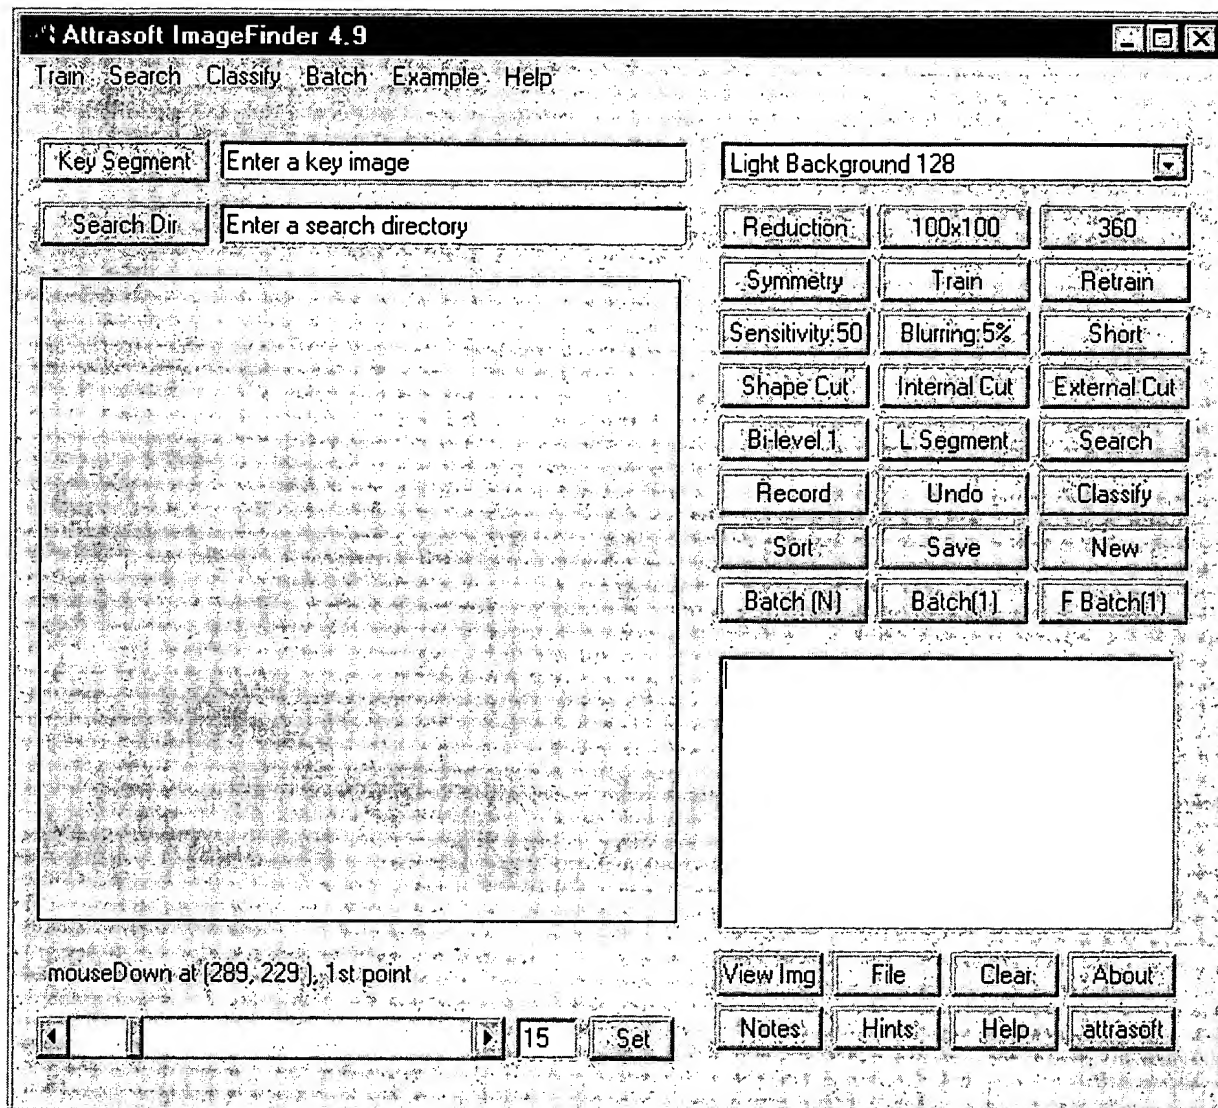 Attrasoft ImageFinder 4.9
Train Search Classify Batch Example Help
Key Segment Enter a key image Light Background 128
Search Dir Enter a search directory
Reduction 100x100 360
Symmetry Train Retrain
Sensitivity:50 Blurring:5% Short
Shape Cut Internal Cut External Cut
Bi-level 1 L Segment Search
Record Undo Classify
Sort Save New
Batch (N) Batch(1) F Batch(1)
mouseDown at (289, 229 ), 1st point
View Img File Clear About
15 Set
Notes Hints Help attrasoft